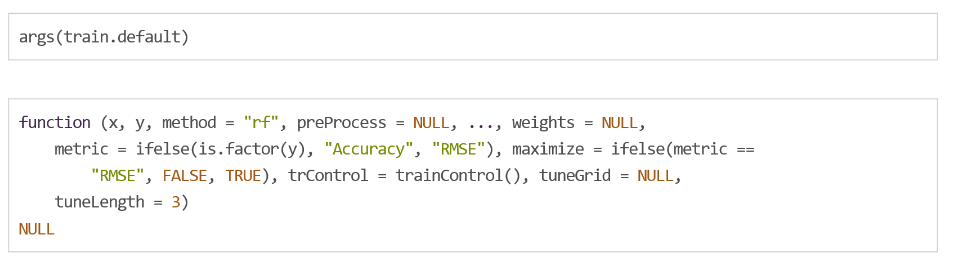 args(train.default)
function (x, y, method = "rf", preProcess = NULL, ..., weights = NULL,
    metric = ifelse(is.factor(y), "Accuracy", "RMSE"), maximize = ifelse(metric ==
        "RMSE", FALSE, TRUE), trControl = trainControl(), tuneGrid = NULL,
    tuneLength = 3)
NULL